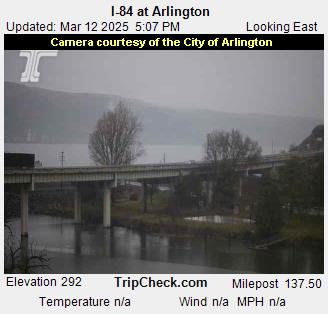 I-84 at Arlington
Updated: Mar 12 2025 5:07 PM Looking East
Camera courtesy of the City of Arlington
Elevation 292 TripCheck.com Milepost 137.50
Temperature n/a Wind n/a MPH n/a